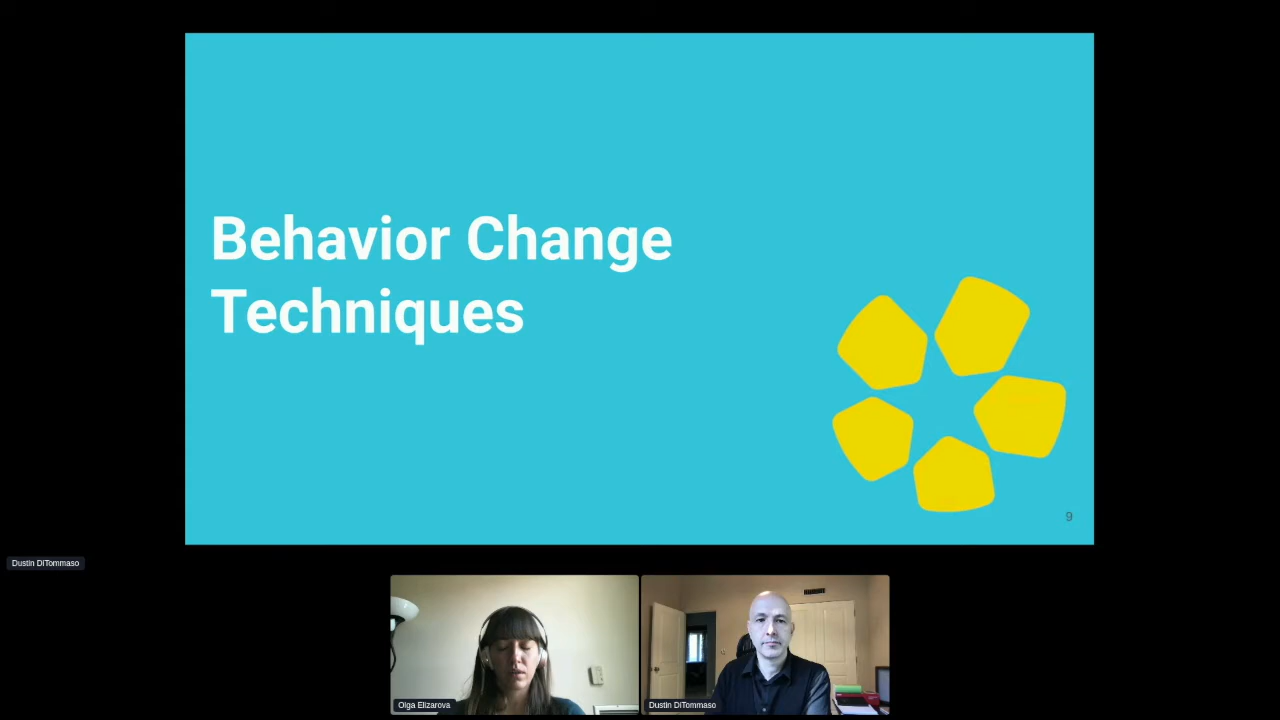 Behavior Change
Techniques
9
Dustin DiTommaso
Olga Elizarova
Dustin DiTommaso